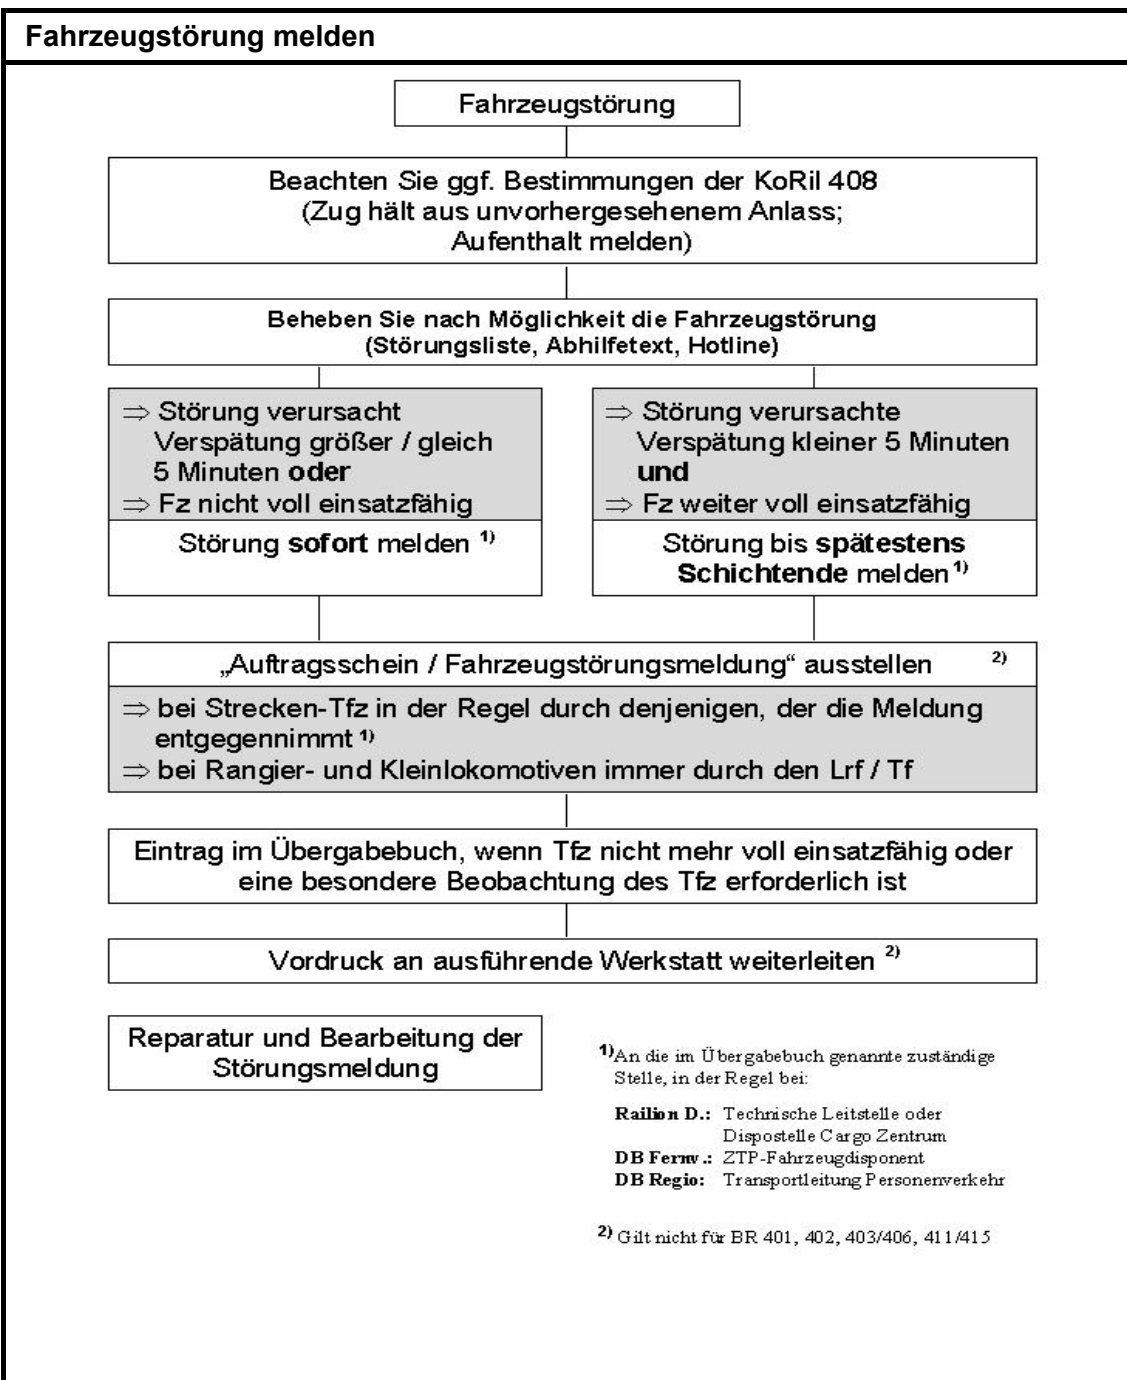 Fahrzeugstörung melden
Fahrzeugstörung
Beachten Sie ggf. Bestimmungen der KoRil 408
(Zug hält aus unvorhergesehenem Anlass;
Aufenthalt melden)
Beheben Sie nach Möglichkeit die Fahrzeugstörung
(Störungsliste, Abhilfetext, Hotline)
⇒ Störung verursacht
Verspätung größer / gleich
5 Minuten oder
⇒ Fz nicht voll einsatzfähig
Störung sofort melden 1)
⇒ Störung verursachte
Verspätung kleiner 5 Minuten
und
⇒ Fz weiter voll einsatzfähig
Störung bis spätestens
Schichtende melden 1)
„Auftragsschein / Fahrzeugstörungsmeldung“ ausstellen 2)
⇒ bei Strecken-Tfz in der Regel durch denjenigen, der die Meldung
entgegennimmt 1)
⇒ bei Rangier- und Kleinlokomotiven immer durch den Lrf / Tf
Eintrag im Übergabebuch, wenn Tfz nicht mehr voll einsatzfähig oder
eine besondere Beobachtung des Tfz erforderlich ist
Vordruck an ausführende Werkstatt weiterleiten 2)
Reparatur und Bearbeitung der
Störungsmeldung
1) An die im Übergabebuch genannte zuständige
Stelle, in der Regel bei:
Railion D.: Technische Leitstelle oder
Dispostelle Cargo Zentrum
DB Fernv.: ZTP-Fahrzeugdisponent
DB Regio: Transportleitung Personenverkehr
2) Gilt nicht für BR 401, 402, 403/406, 411/415